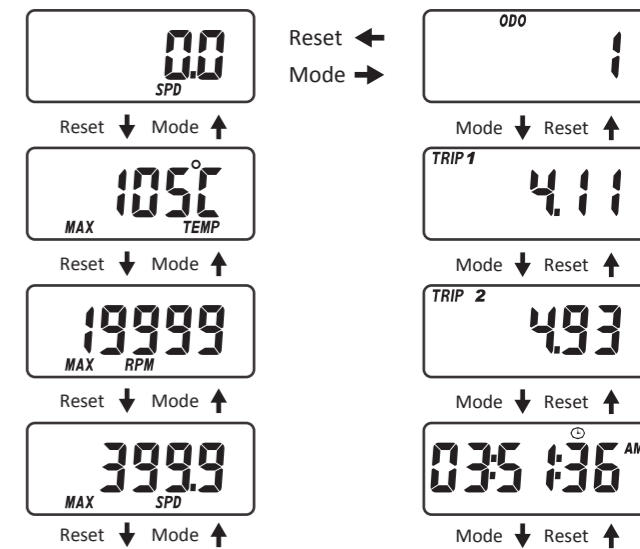 0.0
SPD
Reset Mode
105°C
MAX TEMP
Reset Mode
19999
MAX RPM
Reset Mode
399.9
MAX SPD
Reset Mode
Reset
Mode
ODO
1
Mode Reset
TRIP 1
4.11
Mode Reset
TRIP 2
4.93
Mode Reset
03:51:36 AM
Mode Reset